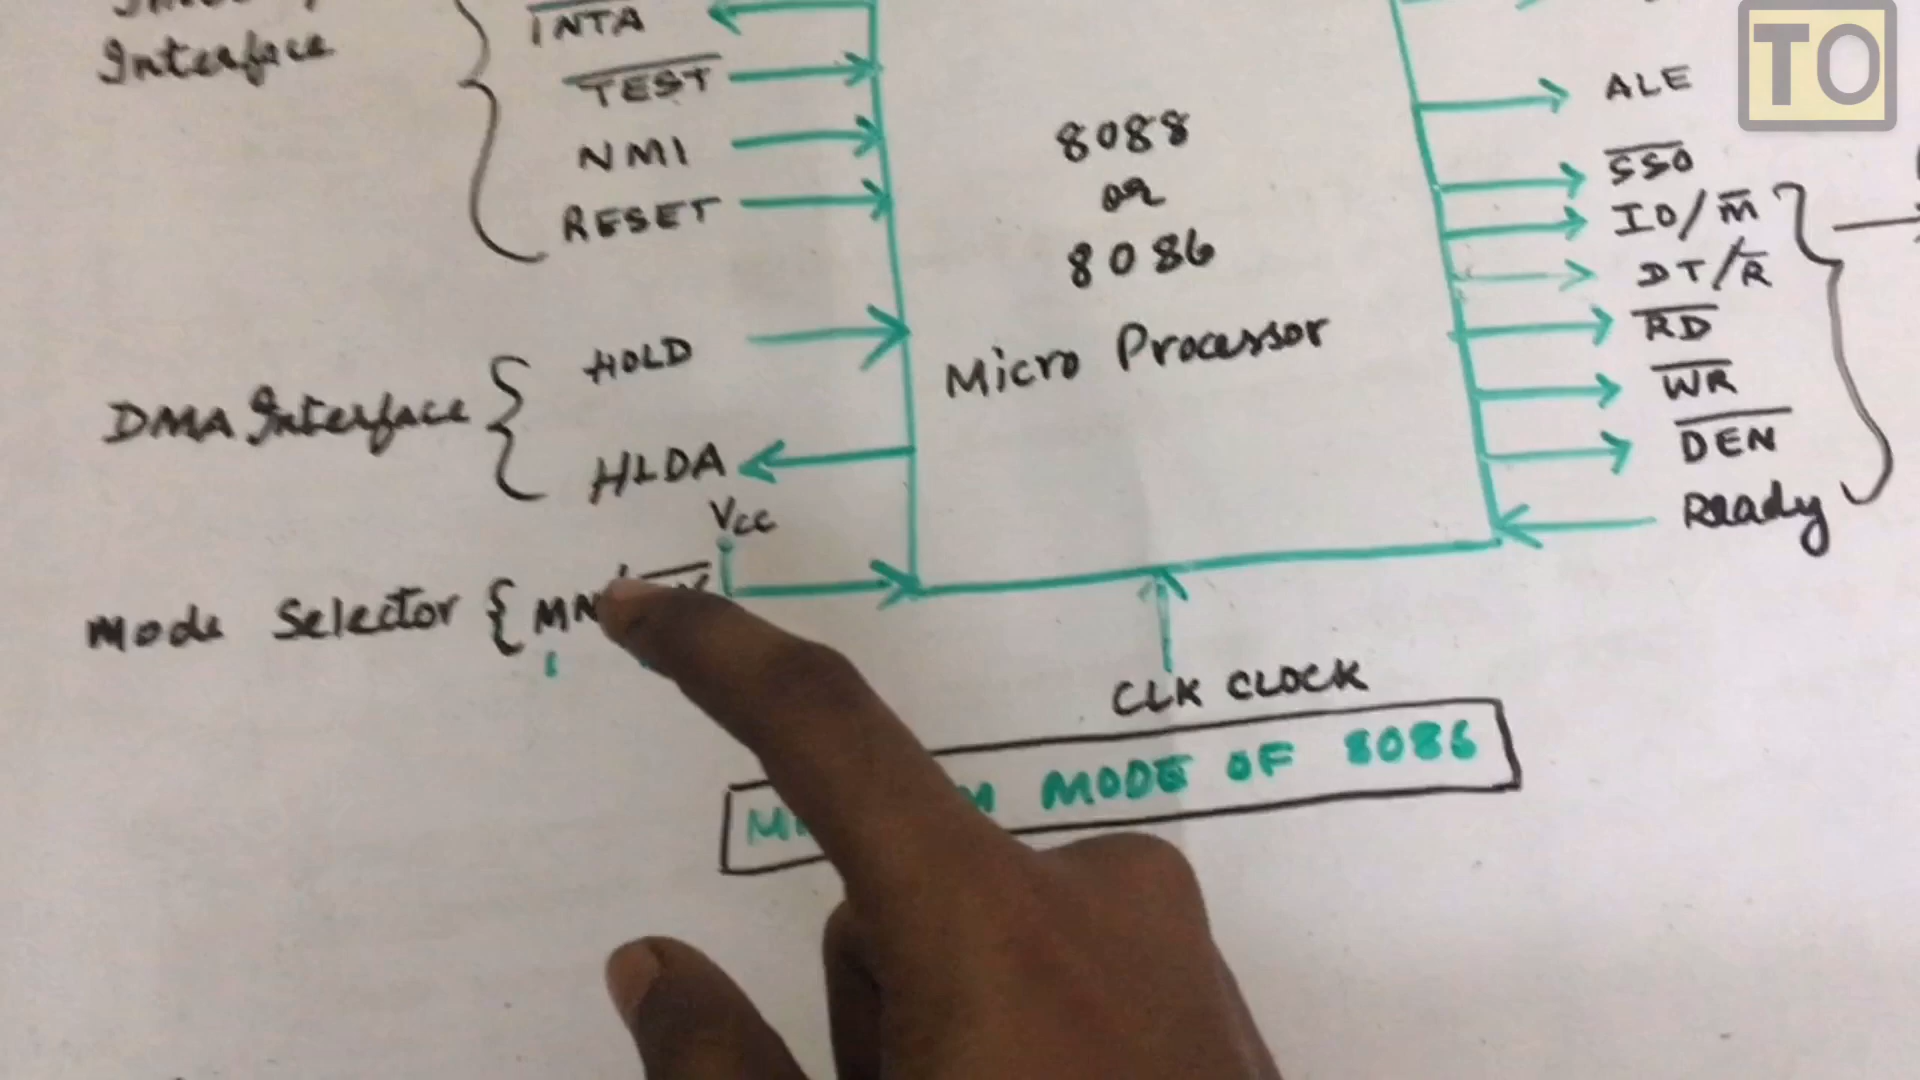 Interface
INTA
TEST
NMI
RESET
DMA Interface { HOLD
HLDA
Vcc
Mode Selector { MN
8088
or
8086
Micro Processor
ALE
SSO
IO/M
DT/R
RD
WR
DEN
Ready
CLK CLOCK
MODE OF 8086
TO